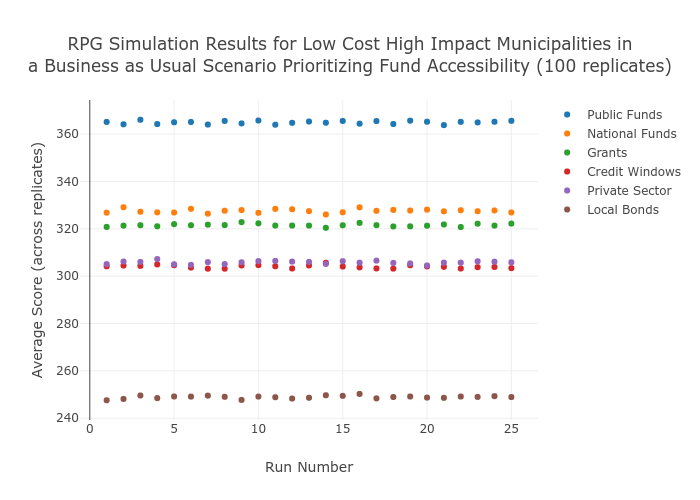 RPG Simulation Results for Low Cost High Impact Municipalities in
a Business as Usual Scenario Prioritizing Fund Accessibility (100 replicates)
Average Score (across replicates)
360
340
320
300
280
260
240
0
5
10
15
20
25
Run Number
Public Funds
National Funds
Grants
Credit Windows
Private Sector
Local Bonds